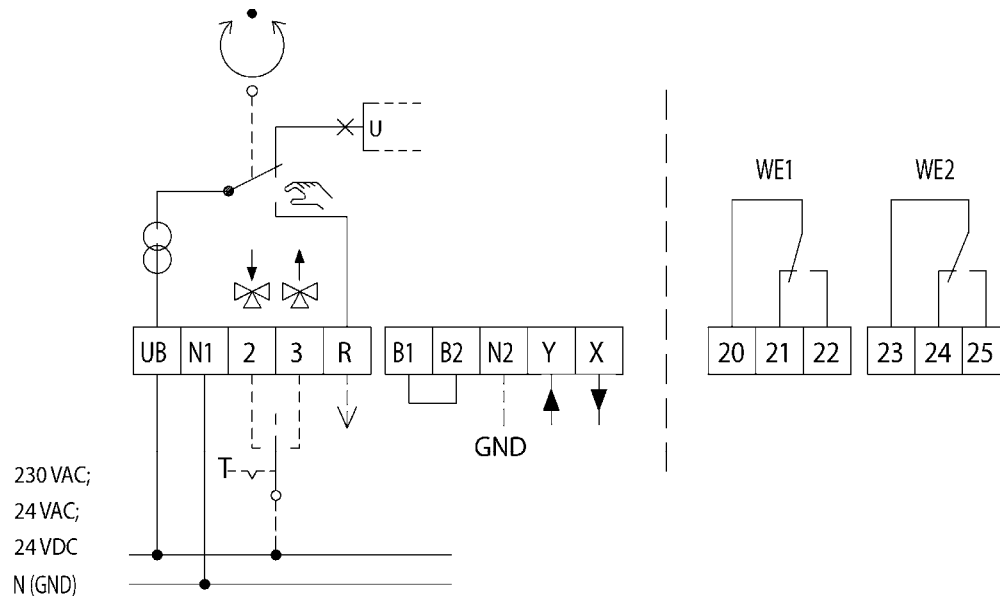 U
WE1
WE2
UB N1 2 3 R B1 B2 N2 Y X 20 21 22 23 24 25
GND
T
230 VAC;
24 VAC;
24 VDC
N (GND)